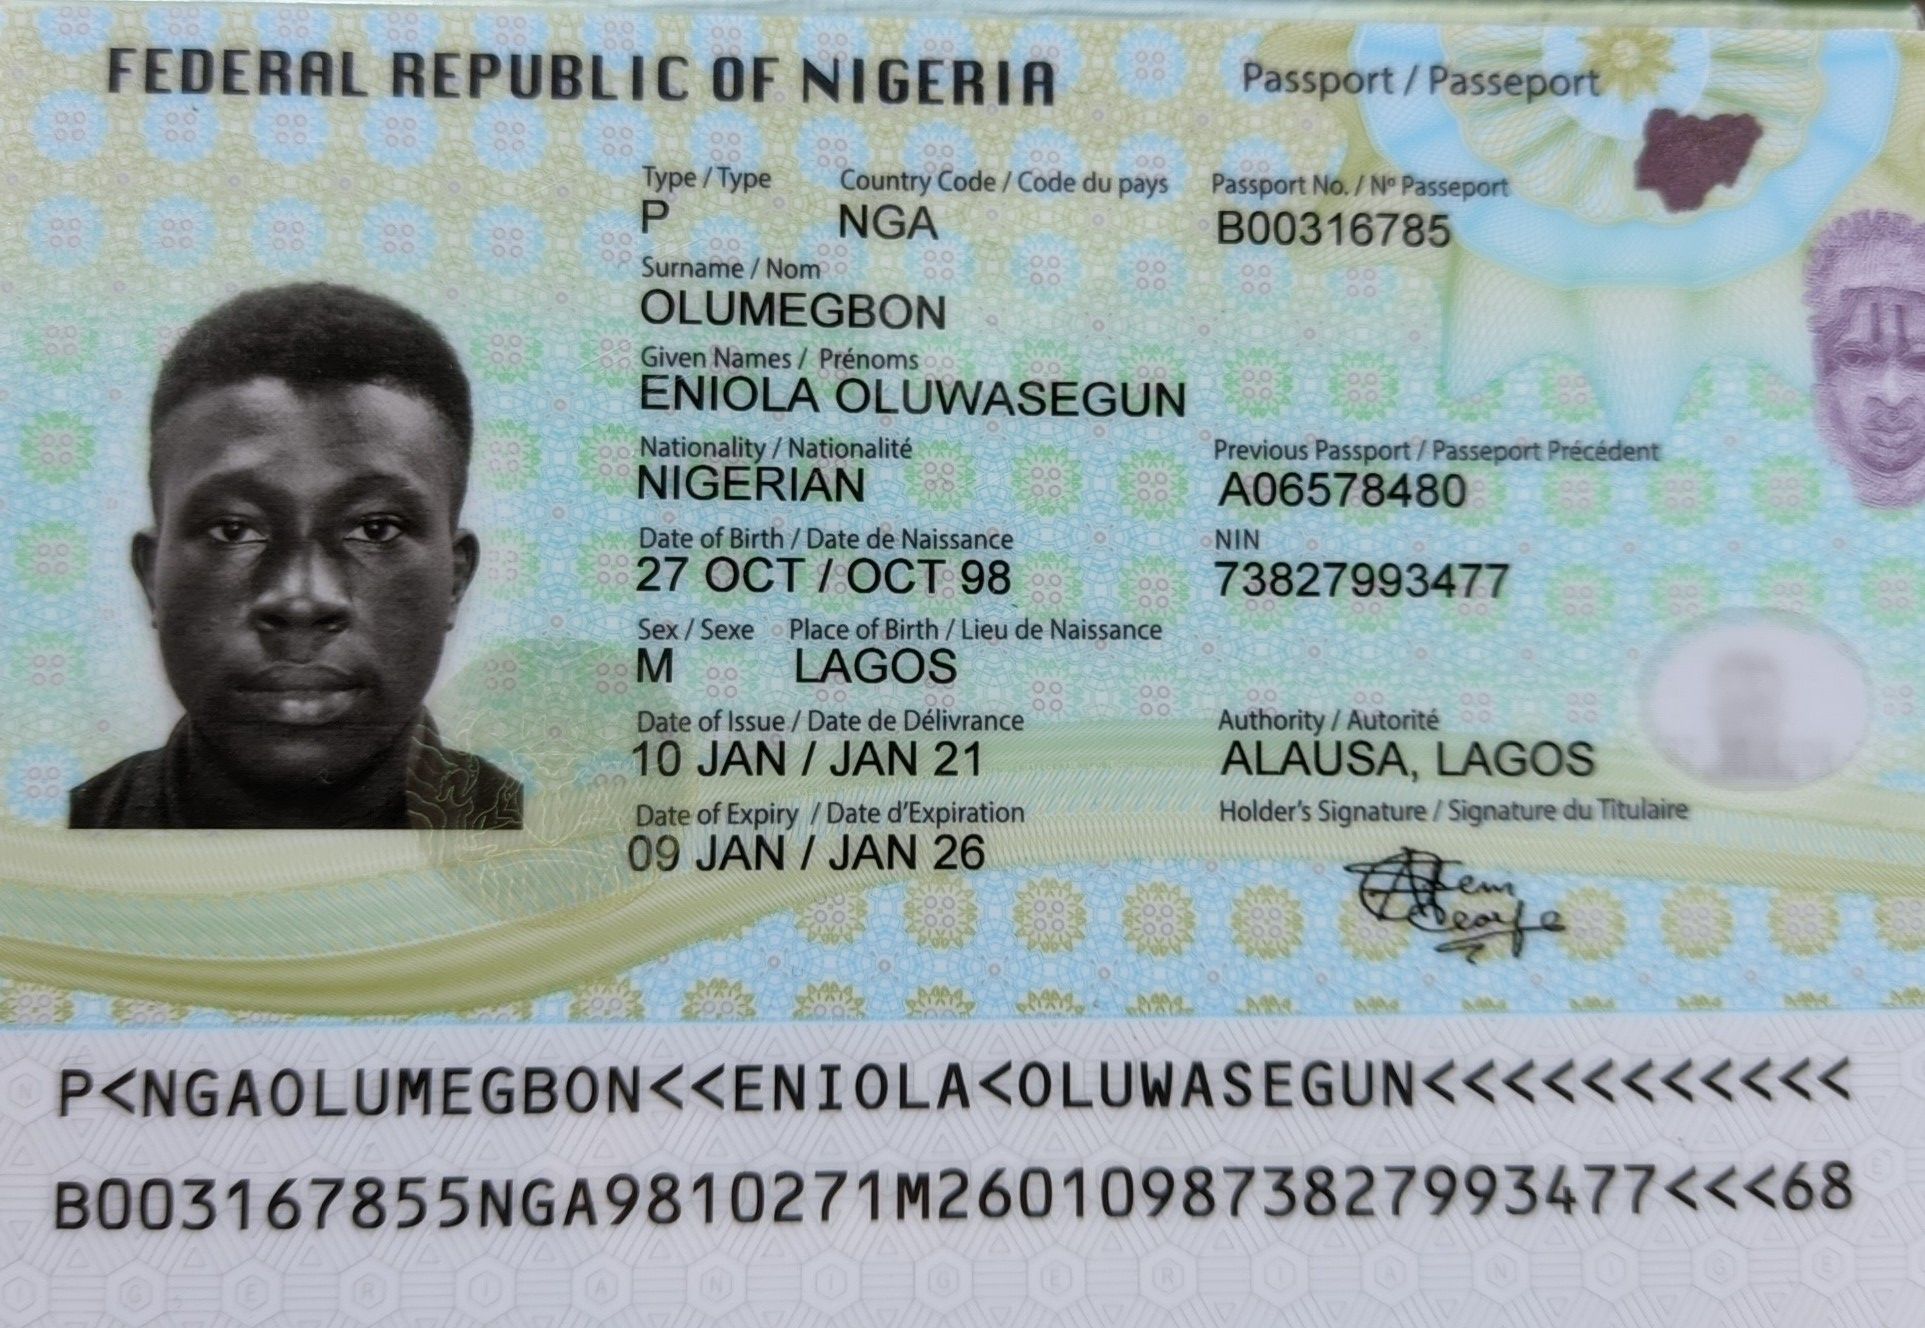 FEDERAL REPUBLIC OF NIGERIA
Passport / Passeport
Type / Type Country Code / Code du pays Passport No. / Nº Passeport
P NGA B00316785
Surname / Nom
OLUMEGBON
Given Names / Prénoms
ENIOLA OLUWASEGUN
Nationality / Nationalité Previous Passport / Passeport Précédent
NIGERIAN A06578480
Date of Birth / Date de Naissance NIN
27 OCT / OCT 98 73827993477
Sex / Sexe Place of Birth / Lieu de Naissance
M LAGOS
Date of Issue / Date de Délivrance Authority / Autorité
10 JAN / JAN 21 ALAUSA, LAGOS
Date of Expiry / Date d'Expiration Holder's Signature / Signature du Titulaire
09 JAN / JAN 26
P<NGAOLUMEGBON<<ENIOLA<OLUWASEGUN<<<<<<<<<<<
B003167855NGA9810271M26010987382799​3477<<<68